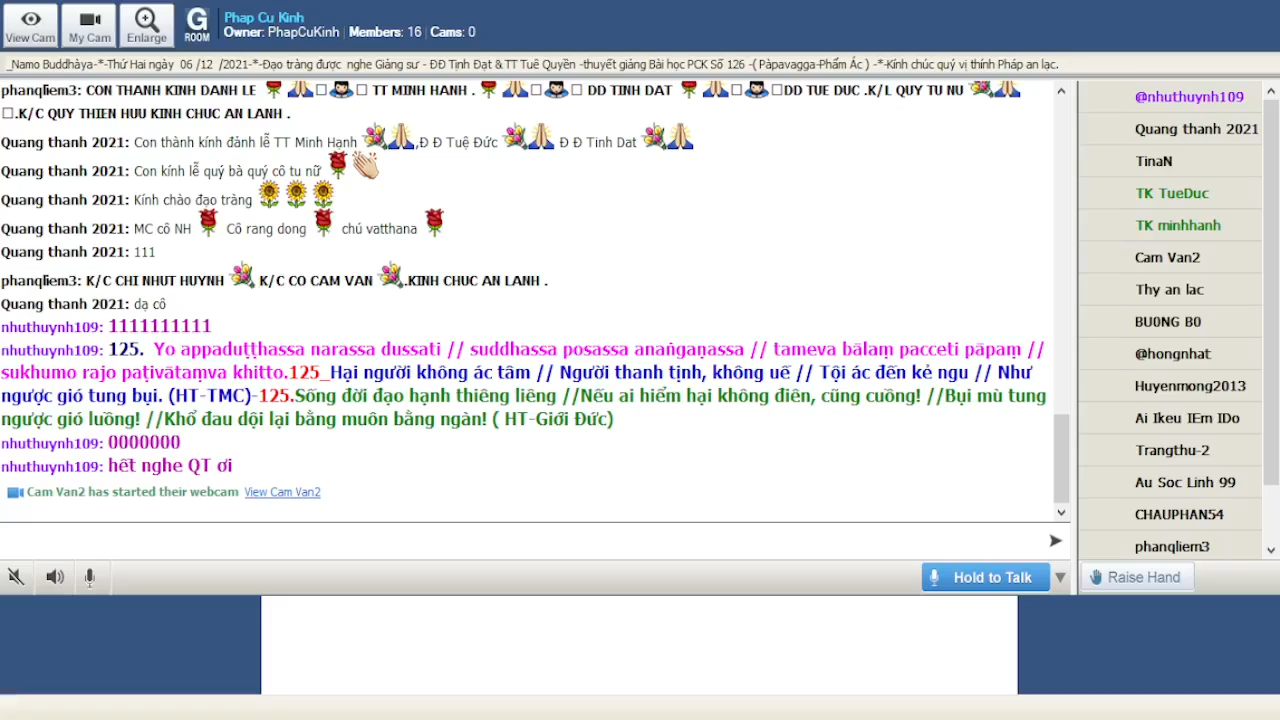 View Cam
My Cam
Enlarge
G
ROOM
Phap Cu Kinh
Owner: PhapCuKinh | Members: 16 | Cams: 0
_Namo Buddhàya-*-Thứ Hai ngày 06 /12 /2021-*-Đạo tràng được nghe Giảng sư - ĐĐ Tịnh Đạt & TT Tuệ Quyền -thuyết giảng Bài học PCK Số 126 -( Pàpavagga-Phẩm Ác ) -*-Kính chúc quý vị thính Pháp an lạc.
phanqliem3: CON THANH KINH DANH LE TT MINH HANH . DD TINH DAT DD TUE DUC .K/L QUY TU NU
.K/C QUY THIEN HUU KINH CHUC AN LANH .
Quang thanh 2021: Con thành kính đảnh lễ TT Minh Hạnh ,Đ Đ Tuệ Đức Đ Đ Tinh Dat
Quang thanh 2021: Con kính lễ quý bà quý cô tu nữ
Quang thanh 2021: Kính chào đạo tràng
Quang thanh 2021: MC cô NH Cô rang dong chú vatthana
Quang thanh 2021: 111
phanqliem3: K/C CHI NHUT HUYNH K/C CO CAM VAN .KINH CHUC AN LANH .
Quang thanh 2021: dạ cô
nhuthuynh109: 1111111111
nhuthuynh109: 125. Yo appaduṭṭhassa narassa dussati // suddhassa posassa anaṅgaṇassa // tameva bālaṃ pacceti pāpaṃ //
sukhumo rajo paṭivātaṃva khitto.125_Hại người không ác tâm // Người thanh tịnh, không uế // Tội ác đến kẻ ngu // Như
ngược gió tung bụi. (HT-TMC)-125.Sống đời đạo hạnh thiêng liêng //Nếu ai hiểm hại không điên, cũng cuồng! //Bụi mù tung
ngược gió luồng! //Khổ đau dội lại bằng muôn bằng ngàn! ( HT-Giới Đức)
nhuthuynh109: 0000000
nhuthuynh109: hết nghe QT ơi
Cam Van2 has started their webcam View Cam Van2
@nhuthuynh109
Quang thanh 2021
TinaN
TK TueDuc
TK minhhanh
Cam Van2
Thy an lac
BU0NG B0
@hongnhat
Huyenmong2013
Ai Ikeu IEm IDo
Trangthu-2
Au Soc Linh 99
CHAUPHAN54
phanqliem3
Hold to Talk
Raise Hand